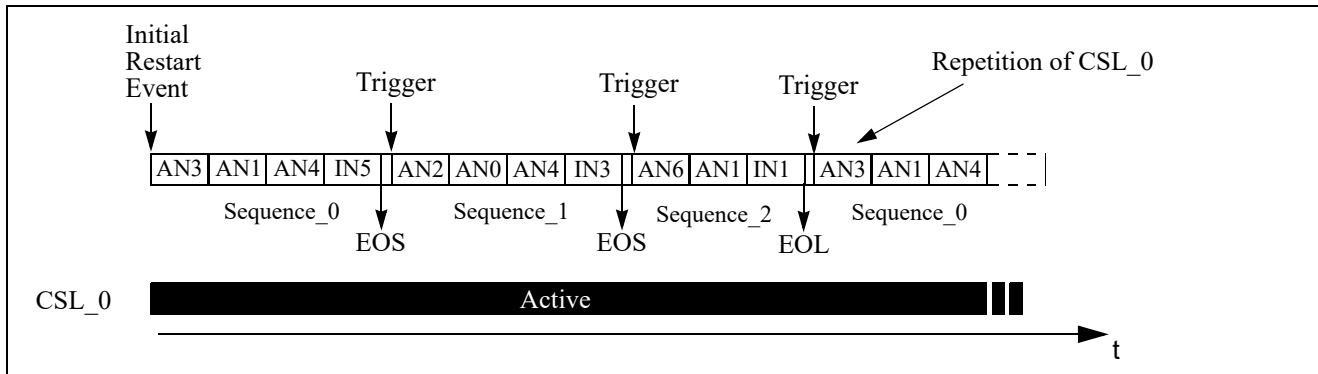 Initial
Restart
Event
Trigger
Trigger
Trigger
Repetition of CSL_0
AN3 AN1 AN4 IN5 AN2 AN0 AN4 IN3 AN6 AN1 IN1 AN3 AN1 AN4
Sequence_0
Sequence_1
Sequence_2
Sequence_0
EOS
EOS
EOL
CSL_0
Active
t